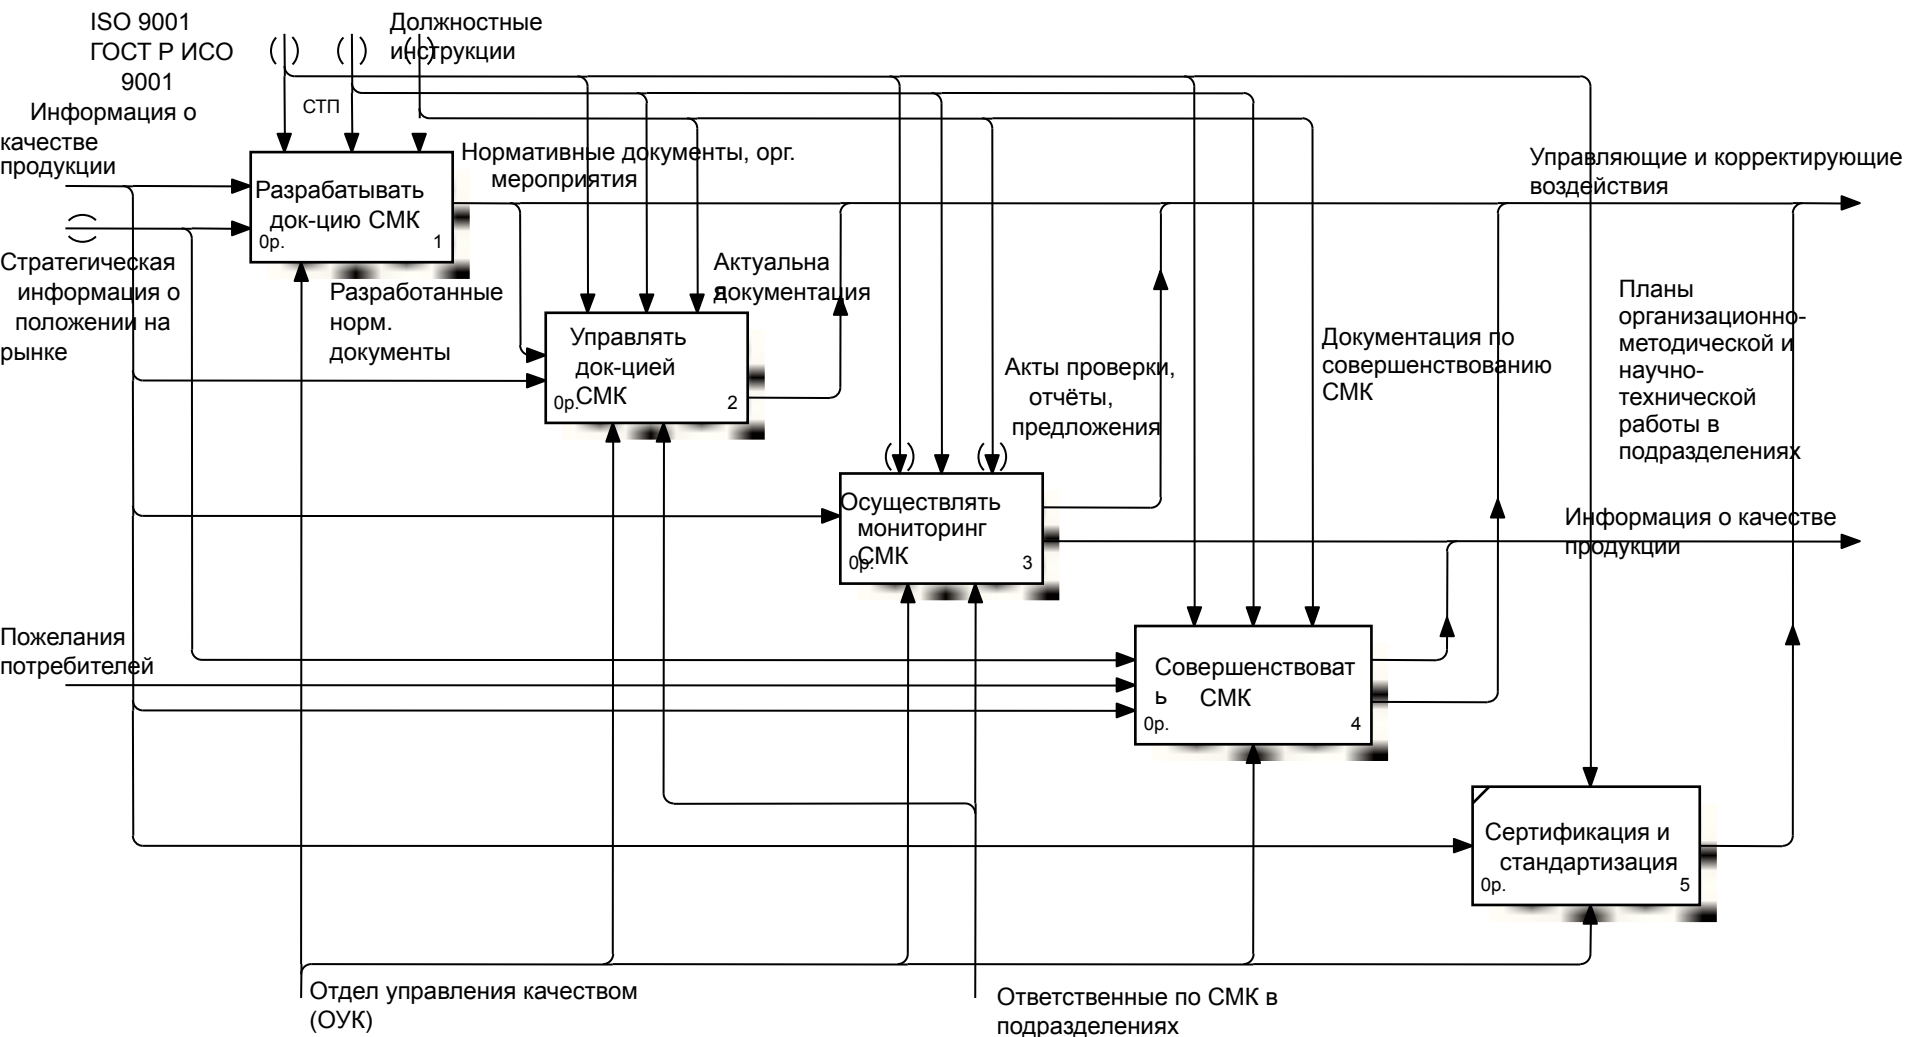 ISO 9001
ГОСТ Р ИСО
9001
Должностные
инструкции
СТП
Информация о
качестве
продукции
Нормативные документы, орг.
мероприятия
Управляющие и корректирующие
воздействия
Разрабатывать
док-цию СМК
0р.
1
Стратегическая
информация о
положении на
рынке
Разработанные
норм.
документы
Актуальна
я
документация
Планы
организационно-
методической и
научно-
технической
работы в
подразделениях
Управлять
док-цией
СМК
0р.
2
Документация по
совершенствованию
СМК
Акты проверки,
отчёты,
предложения
Осуществлять
мониторинг
СМК
0р.
3
Информация о качестве
продукции
Пожелания
потребителей
Совершенствоват
ь СМК
0р.
4
Сертификация и
стандартизация
0р.
5
Отдел управления качеством
(ОУК)
Ответственные по СМК в
подразделениях